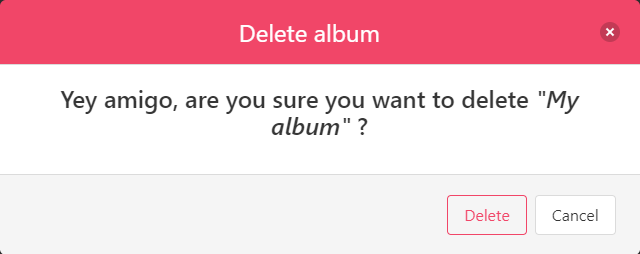 Delete album
Yey amigo, are you sure you want to delete "My
album" ?
Delete
Cancel